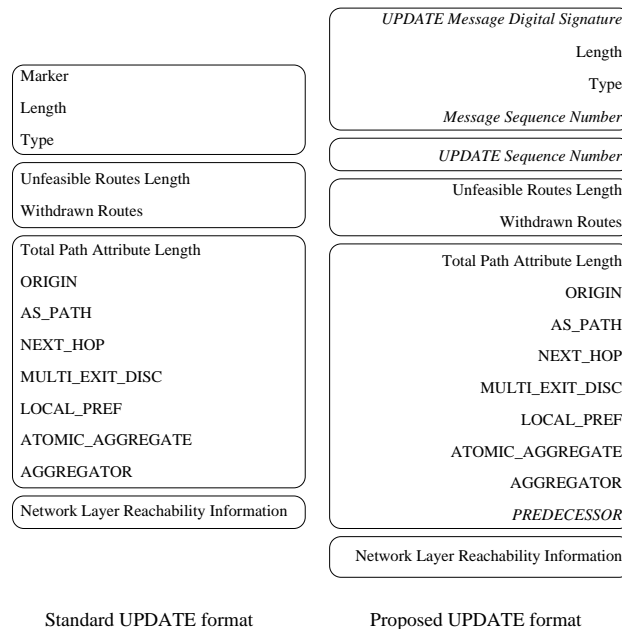 Marker
Length
Type
Unfeasible Routes Length
Withdrawn Routes
Total Path Attribute Length
ORIGIN
AS_PATH
NEXT_HOP
MULTI_EXIT_DISC
LOCAL_PREF
ATOMIC_AGGREGATE
AGGREGATOR
Network Layer Reachability Information
Standard UPDATE format
UPDATE Message Digital Signature
Length
Type
Message Sequence Number
UPDATE Sequence Number
Unfeasible Routes Length
Withdrawn Routes
Total Path Attribute Length
ORIGIN
AS_PATH
NEXT_HOP
MULTI_EXIT_DISC
LOCAL_PREF
ATOMIC_AGGREGATE
AGGREGATOR
PREDECESSOR
Network Layer Reachability Information
Proposed UPDATE format